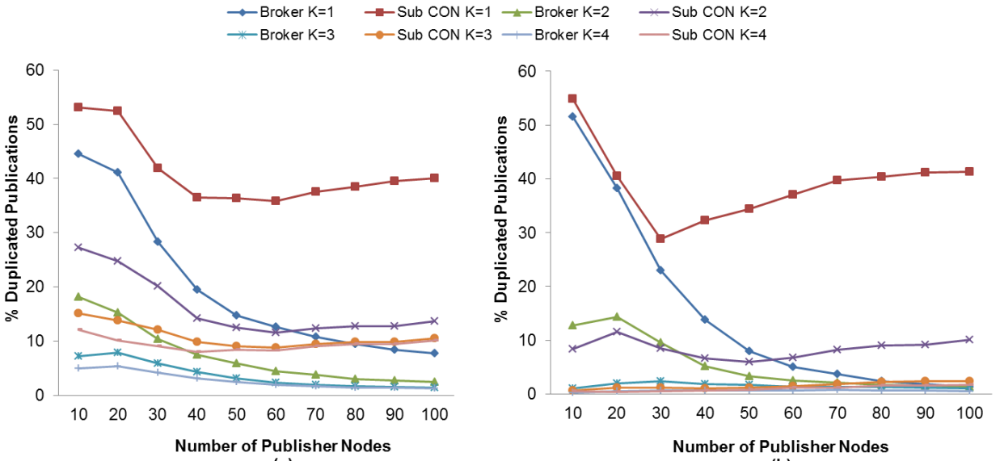 Broker K=1 Sub CON K=1 Broker K=2 Sub CON K=2
Broker K=3 Sub CON K=3 Broker K=4 Sub CON K=4
% Duplicated Publications
60
50
40
30
20
10
0
10 20 30 40 50 60 70 80 90 100
Number of Publisher Nodes
% Duplicated Publications
60
50
40
30
20
10
0
10 20 30 40 50 60 70 80 90 100
Number of Publisher Nodes